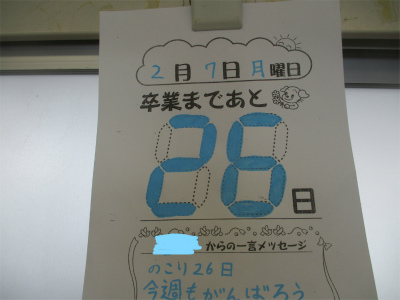 2月7日月曜日
卒業まであと
26日
からの一言メッセージ
のこり26日
今週もがんばろう